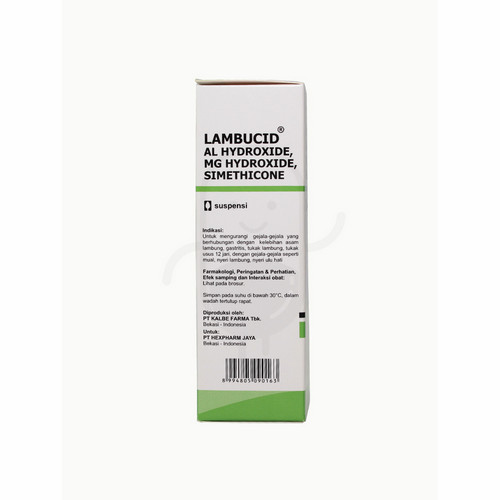 LAMBUCID®
AL HYDROXIDE,
MG HYDROXIDE,
SIMETHICONE
suspensi
Indikasi:
Untuk mengurangi gejala-gejala yang
berhubungan dengan kelebihan asam
lambung, gastritis, tukak lambung, tukak
usus 12 jari, dengan gejala-gejala seperti
mual, nyeri lambung, nyeri ulu hati.
Farmakologi, Peringatan & Perhatian,
Efek samping dan Interaksi obat:
Lihat pada brosur.
Simpan pada suhu di bawah 30°C, dalam
wadah tertutup rapat.
Diproduksi oleh:
PT KALBE FARMA Tbk.
Bekasi - Indonesia
Untuk:
PT HEXPHARM JAYA
Bekasi - Indonesia
8 994805 090163